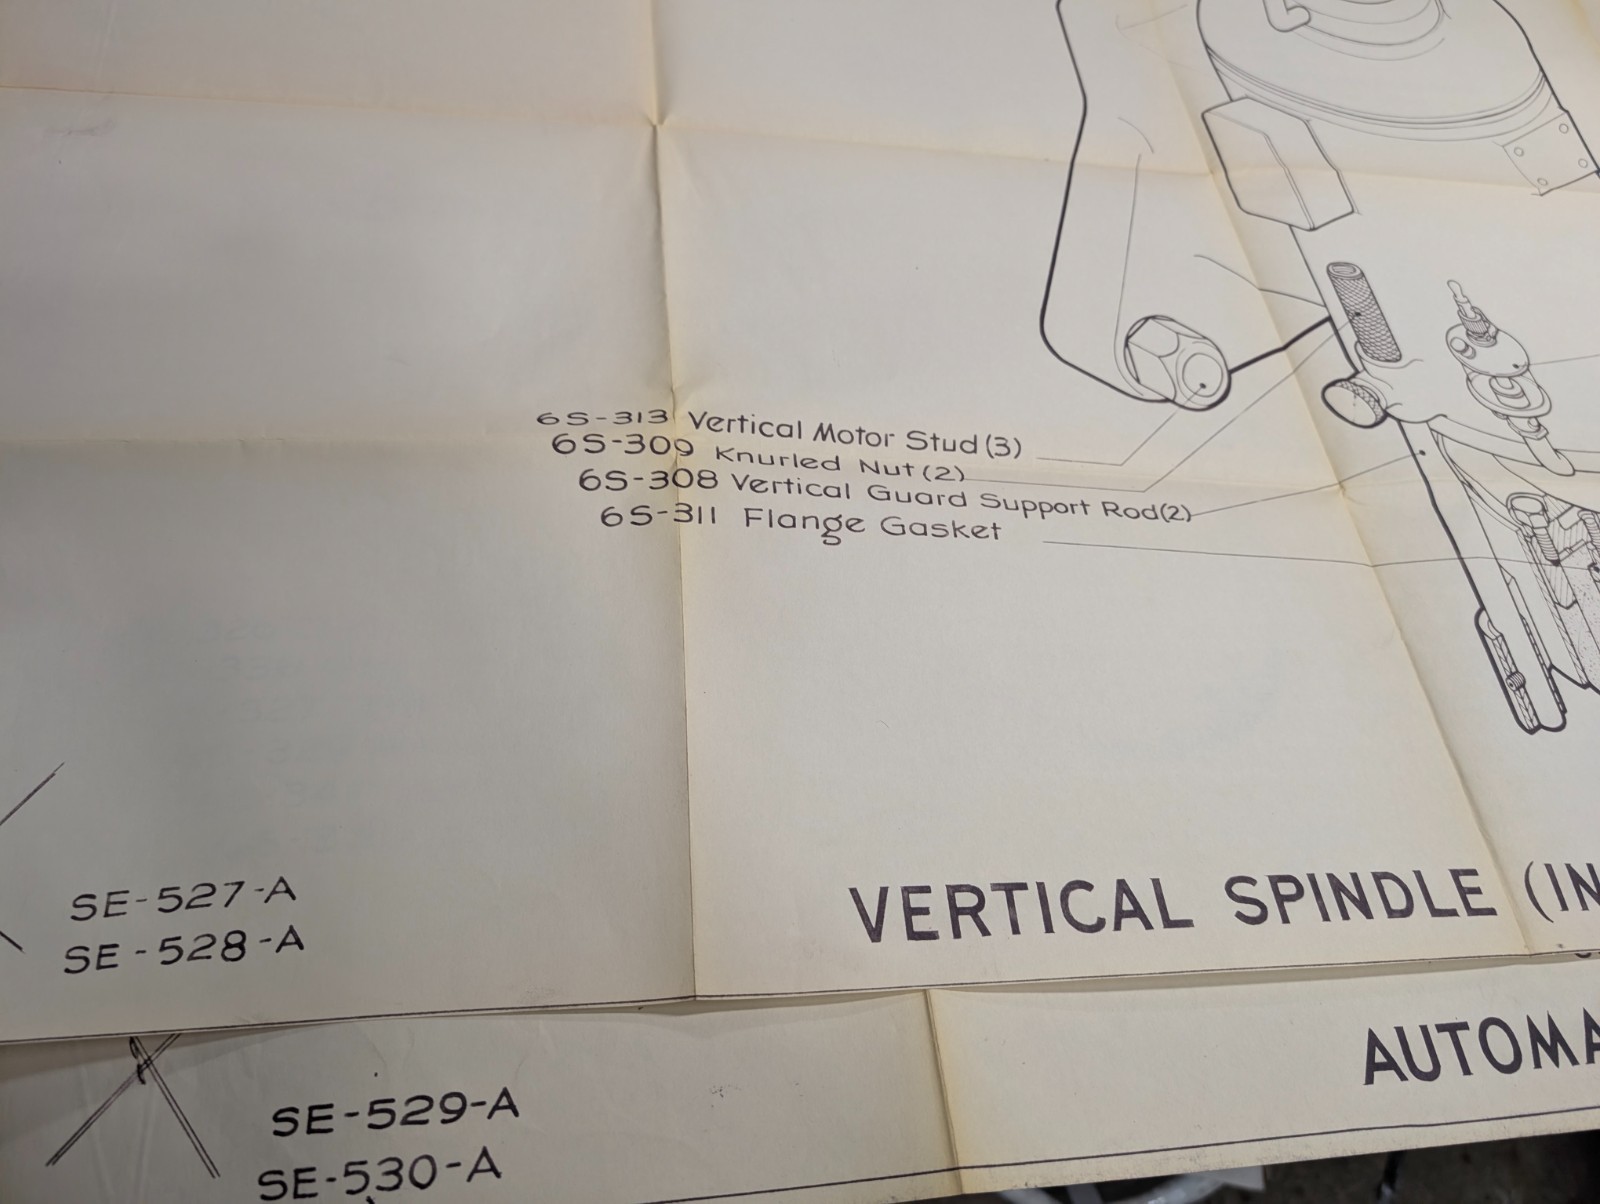 6S-313 Vertical Motor Stud (3)
6S-309 Knurled Nut (2)
6S-308 Vertical Guard Support Rod (2)
6S-311 Flange Gasket
SE-527-A
SE-528-A
VERTICAL SPINDLE (IN
AUTOMA
SE-529-A
SE-530-A